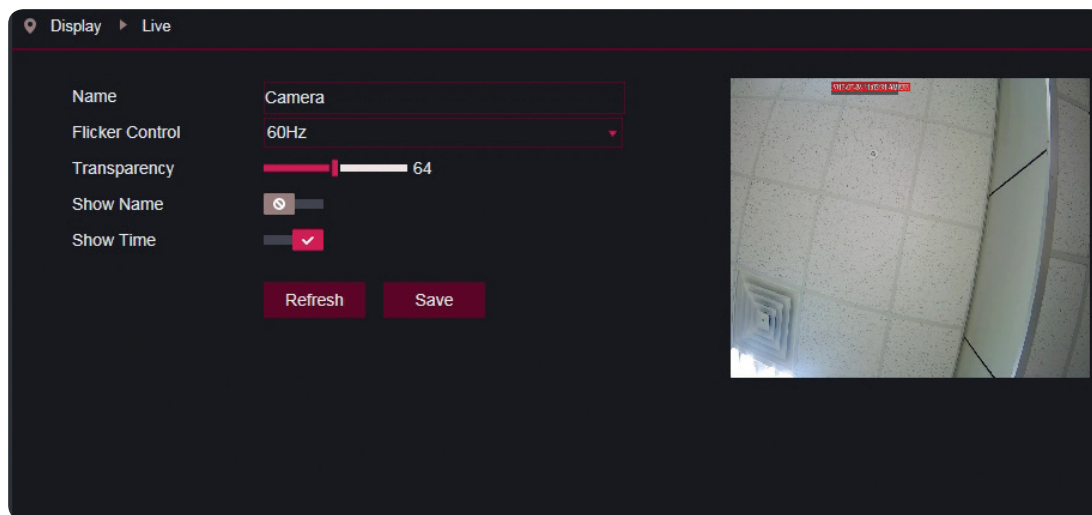 Display Live
Name Camera
Flicker Control 60Hz
Transparency 64
Show Name
Show Time
Refresh Save